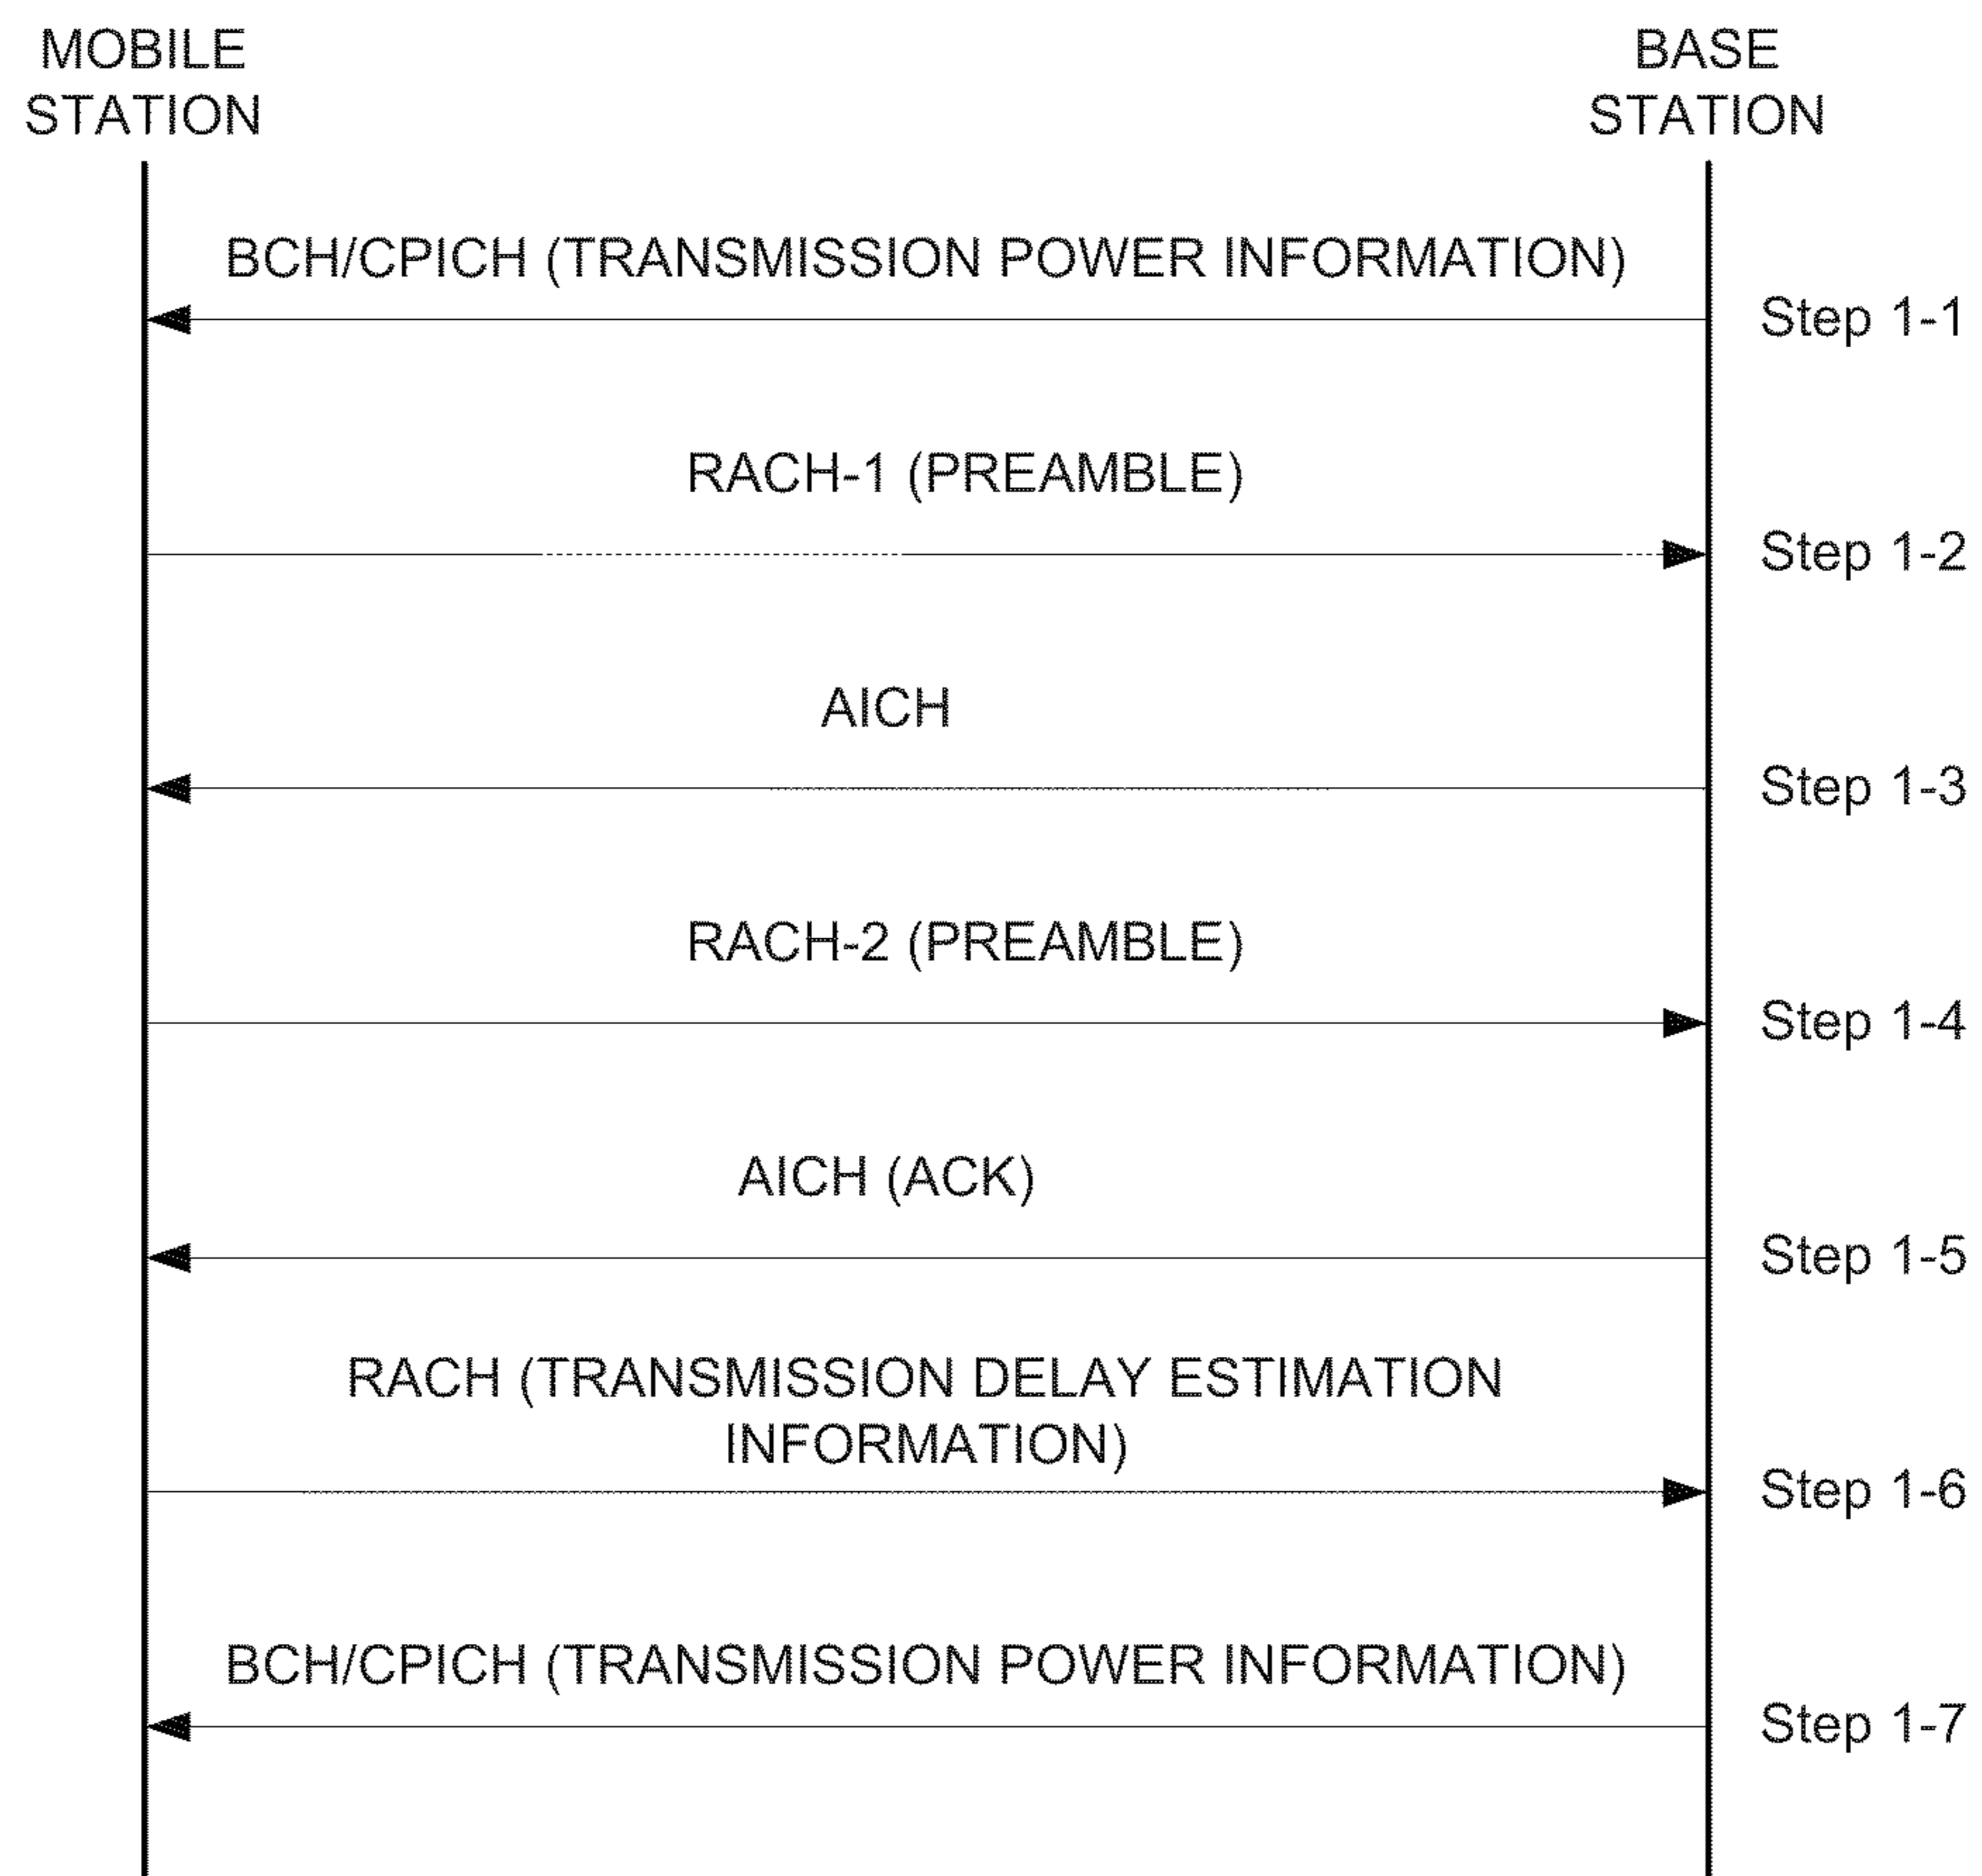 MOBILE
STATION
BASE
STATION
BCH/CPICH (TRANSMISSION POWER INFORMATION)
Step 1-1
RACH-1 (PREAMBLE)
Step 1-2
AICH
Step 1-3
RACH-2 (PREAMBLE)
Step 1-4
AICH (ACK)
Step 1-5
RACH (TRANSMISSION DELAY ESTIMATION
INFORMATION)
Step 1-6
BCH/CPICH (TRANSMISSION POWER INFORMATION)
Step 1-7